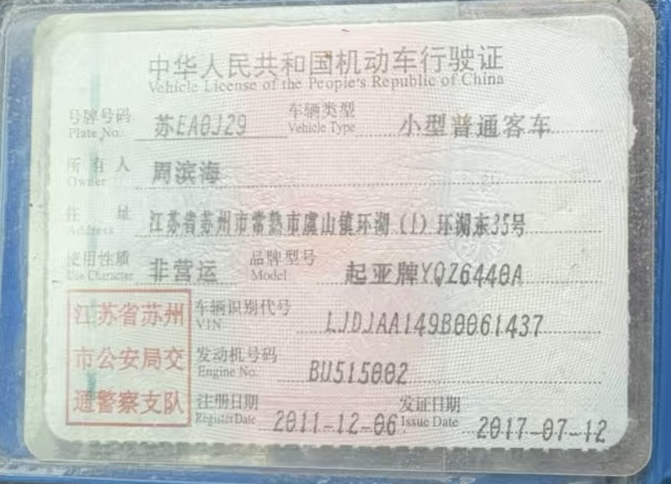 中华人民共和国机动车行驶证
Vehicle License of the People's Republic of China
号牌号码 苏EA0J29 车辆类型 小型普通客车
Plate No. Vehicle Type
所有人 周滨海
Owner
住址 江苏省苏州市常熟市虞山镇环湖(1)环湖东35号
Address
使用性质 非营运 品牌型号 起亚牌YQZ6440A
Use Character Model
江苏省苏州 车辆识别代号 LJDJAA149B0061437
VIN
市公安局交 发动机号码 BU515002
Engine No.
通警察支队 注册日期 2011-12-06 发证日期 2017-07-12
Register Date Issue Date